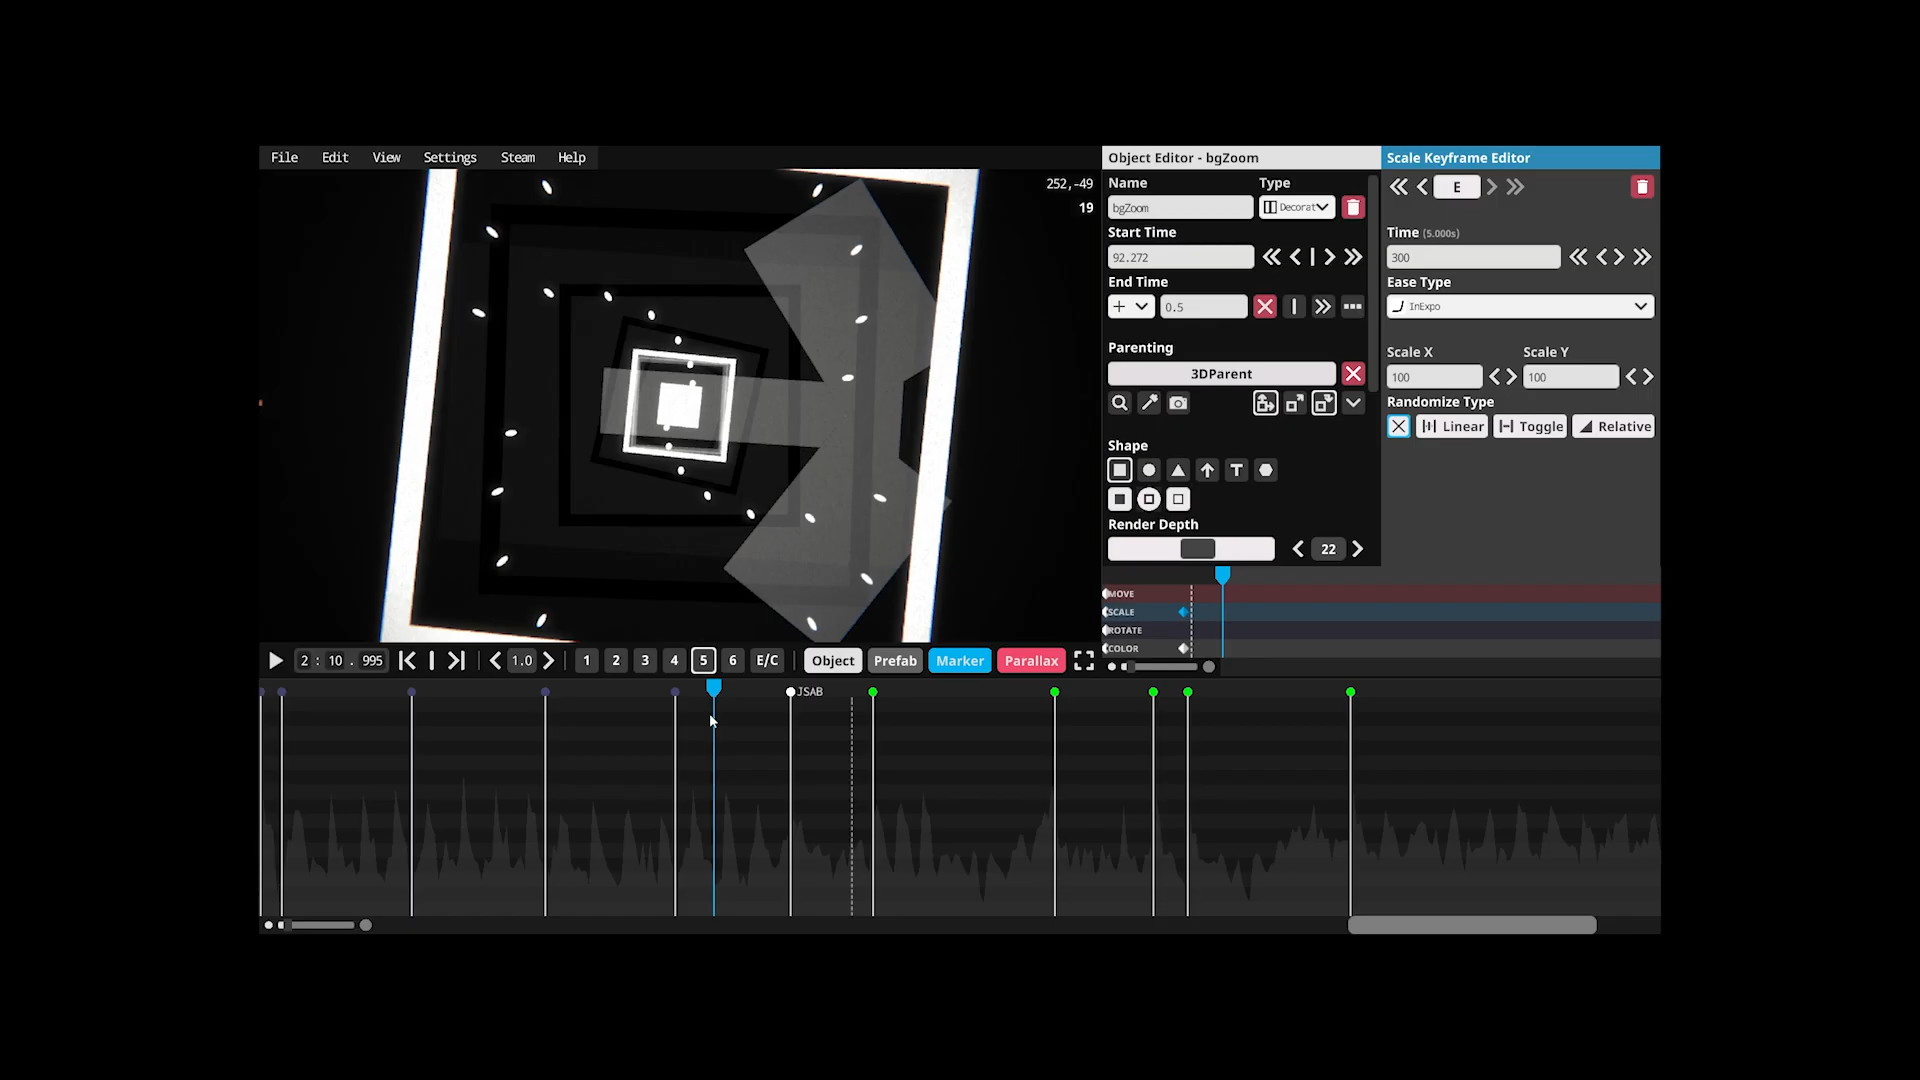 File Edit View Settings Steam Help
252,-49
19
Object Editor - bgZoom
Name
Type
bgZoom
Decorat
Start Time
92.272
End Time
+
0.5
Parenting
3DParent
Shape
T
Render Depth
22
Scale Keyframe Editor
E
Time (5.000s)
300
Ease Type
InExpo
Scale X
Scale Y
100
100
Randomize Type
Linear
Toggle
Relative
MOVE
SCALE
ROTATE
COLOR
2 : 10 . 995
1.0
1 2 3 4 5 6 E/C
Object Prefab Marker Parallax
JSAB